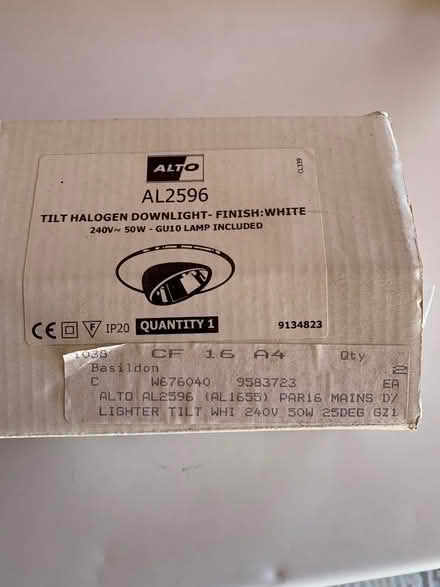 ALTO
CL339
AL2596
TILT HALOGEN DOWNLIGHT- FINISH:WHITE
240V~ 50W - GU10 LAMP INCLUDED
CE F IP20 QUANTITY 1 9134823
1038 CF 16 A4 Qty
Basildon 2
C W676040 9583723 EA
ALTO AL2596 (AL1655) PAR16 MAINS D/
LIGHTER TILT WHI 240V 50W 25DEG GZ1